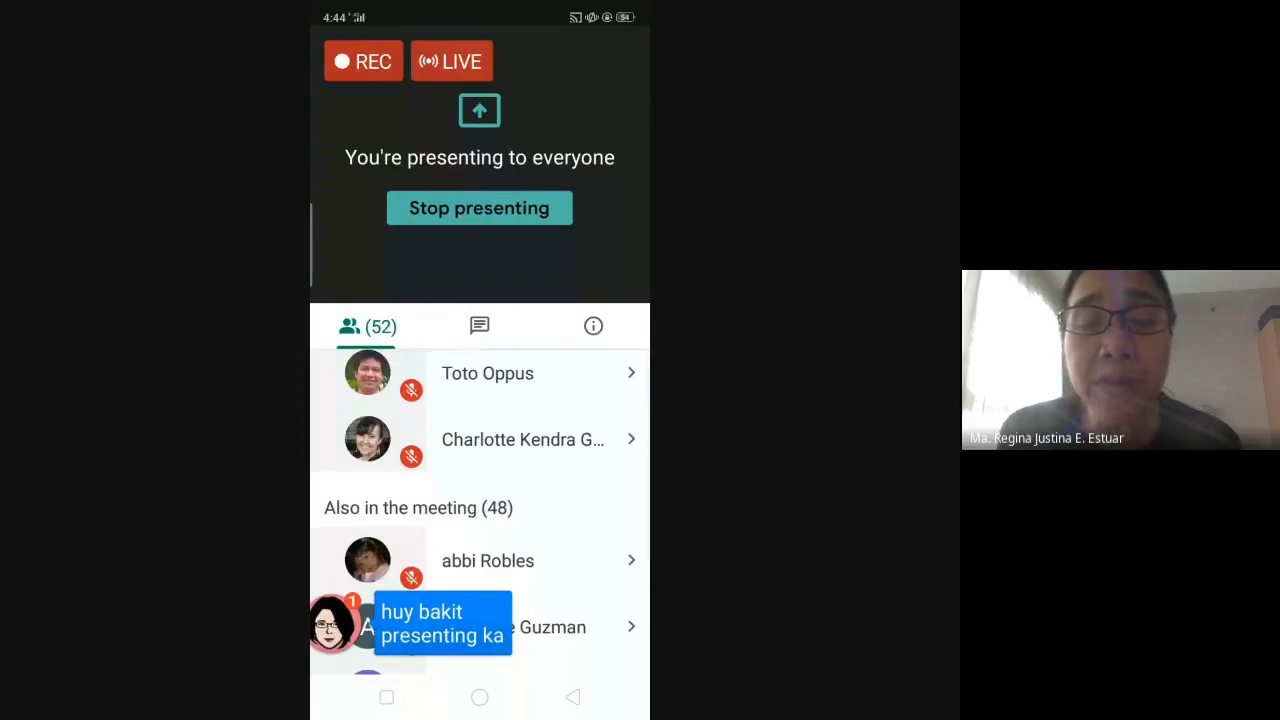 4:44
54
REC
LIVE
You're presenting to everyone
Stop presenting
(52)
Toto Oppus
Charlotte Kendra G...
Also in the meeting (48)
abbi Robles
1
A
huy bakit
presenting ka
e Guzman
Ma. Regina Justina E. Estuar